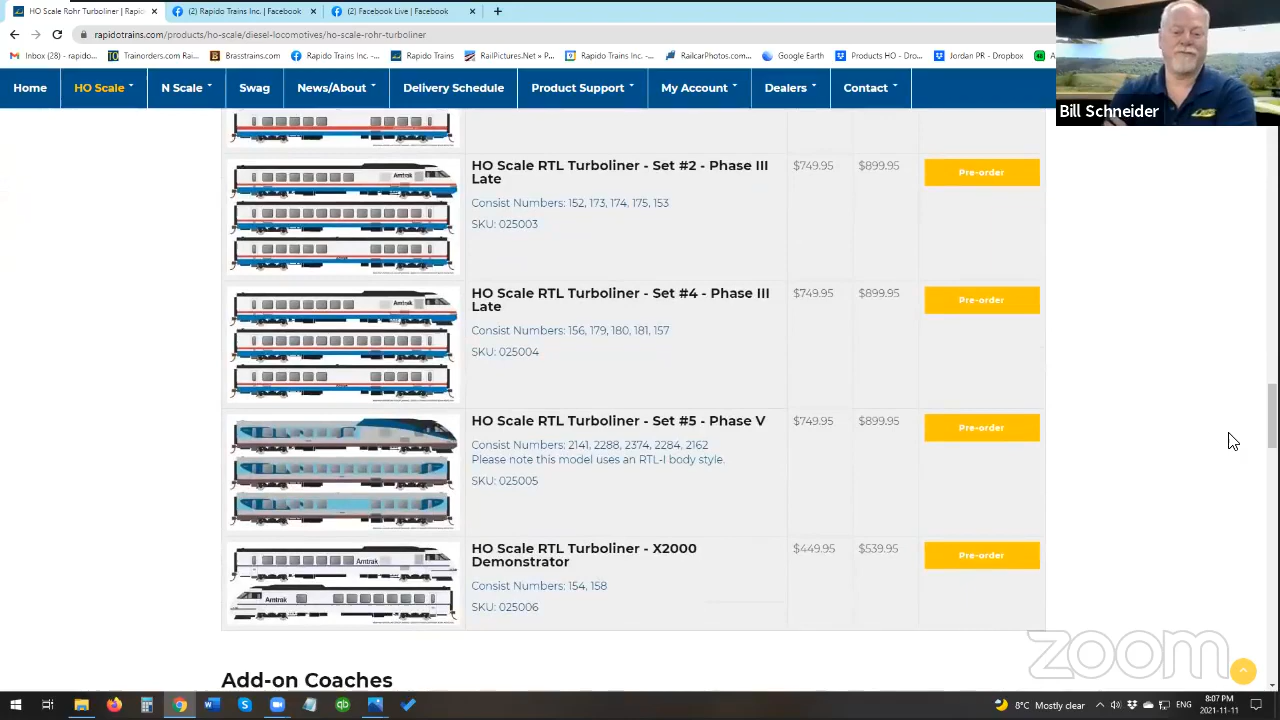 HO Scale Rohr Turboliner | Rapi
(2) Rapido Trains Inc. | Facebook
(2) Facebook Live | Facebook
rapidotrains.com/products/ho-scale/diesel-locomotives/ho-scale-rohr-turboliner
Inbox (28) - rapido...
Trainorders.com Rai...
Brasstrains.com
Rapido Trains Inc. -...
Rapido Trains
RailPictures.Net » P...
Rapido Trains Inc. -...
RailcarPhotos.com...
Google Earth
Products HO - Dro...
Jordan PR - Dropbox
Bill Schneider
Home
HO Scale
N Scale
Swag
News/About
Delivery Schedule
Product Support
My Account
Dealers
Contact
HO Scale RTL Turboliner - Set #2 - Phase III
Late
Consist Numbers: 152, 173, 174, 175, 153
SKU: 025003
$749.95
$899.95
Pre-order
Amtrak
HO Scale RTL Turboliner - Set #4 - Phase III
Late
Consist Numbers: 156, 179, 180, 181, 157
SKU: 025004
$749.95
$899.95
Pre-order
Amtrak
HO Scale RTL Turboliner - Set #5 - Phase V
Consist Numbers: 2141, 2288, 2374, 2284, 2162
Please note this model uses an RTL-I body style.
SKU: 025005
$749.95
$899.95
Pre-order
HO Scale RTL Turboliner - X2000
Demonstrator
Consist Numbers: 154, 158
SKU: 025006
$449.95
$539.95
Pre-order
Amtrak
Amtrak
Add-on Coaches
zoom
8°C Mostly clear
ENG
8:07 PM
2021-11-11